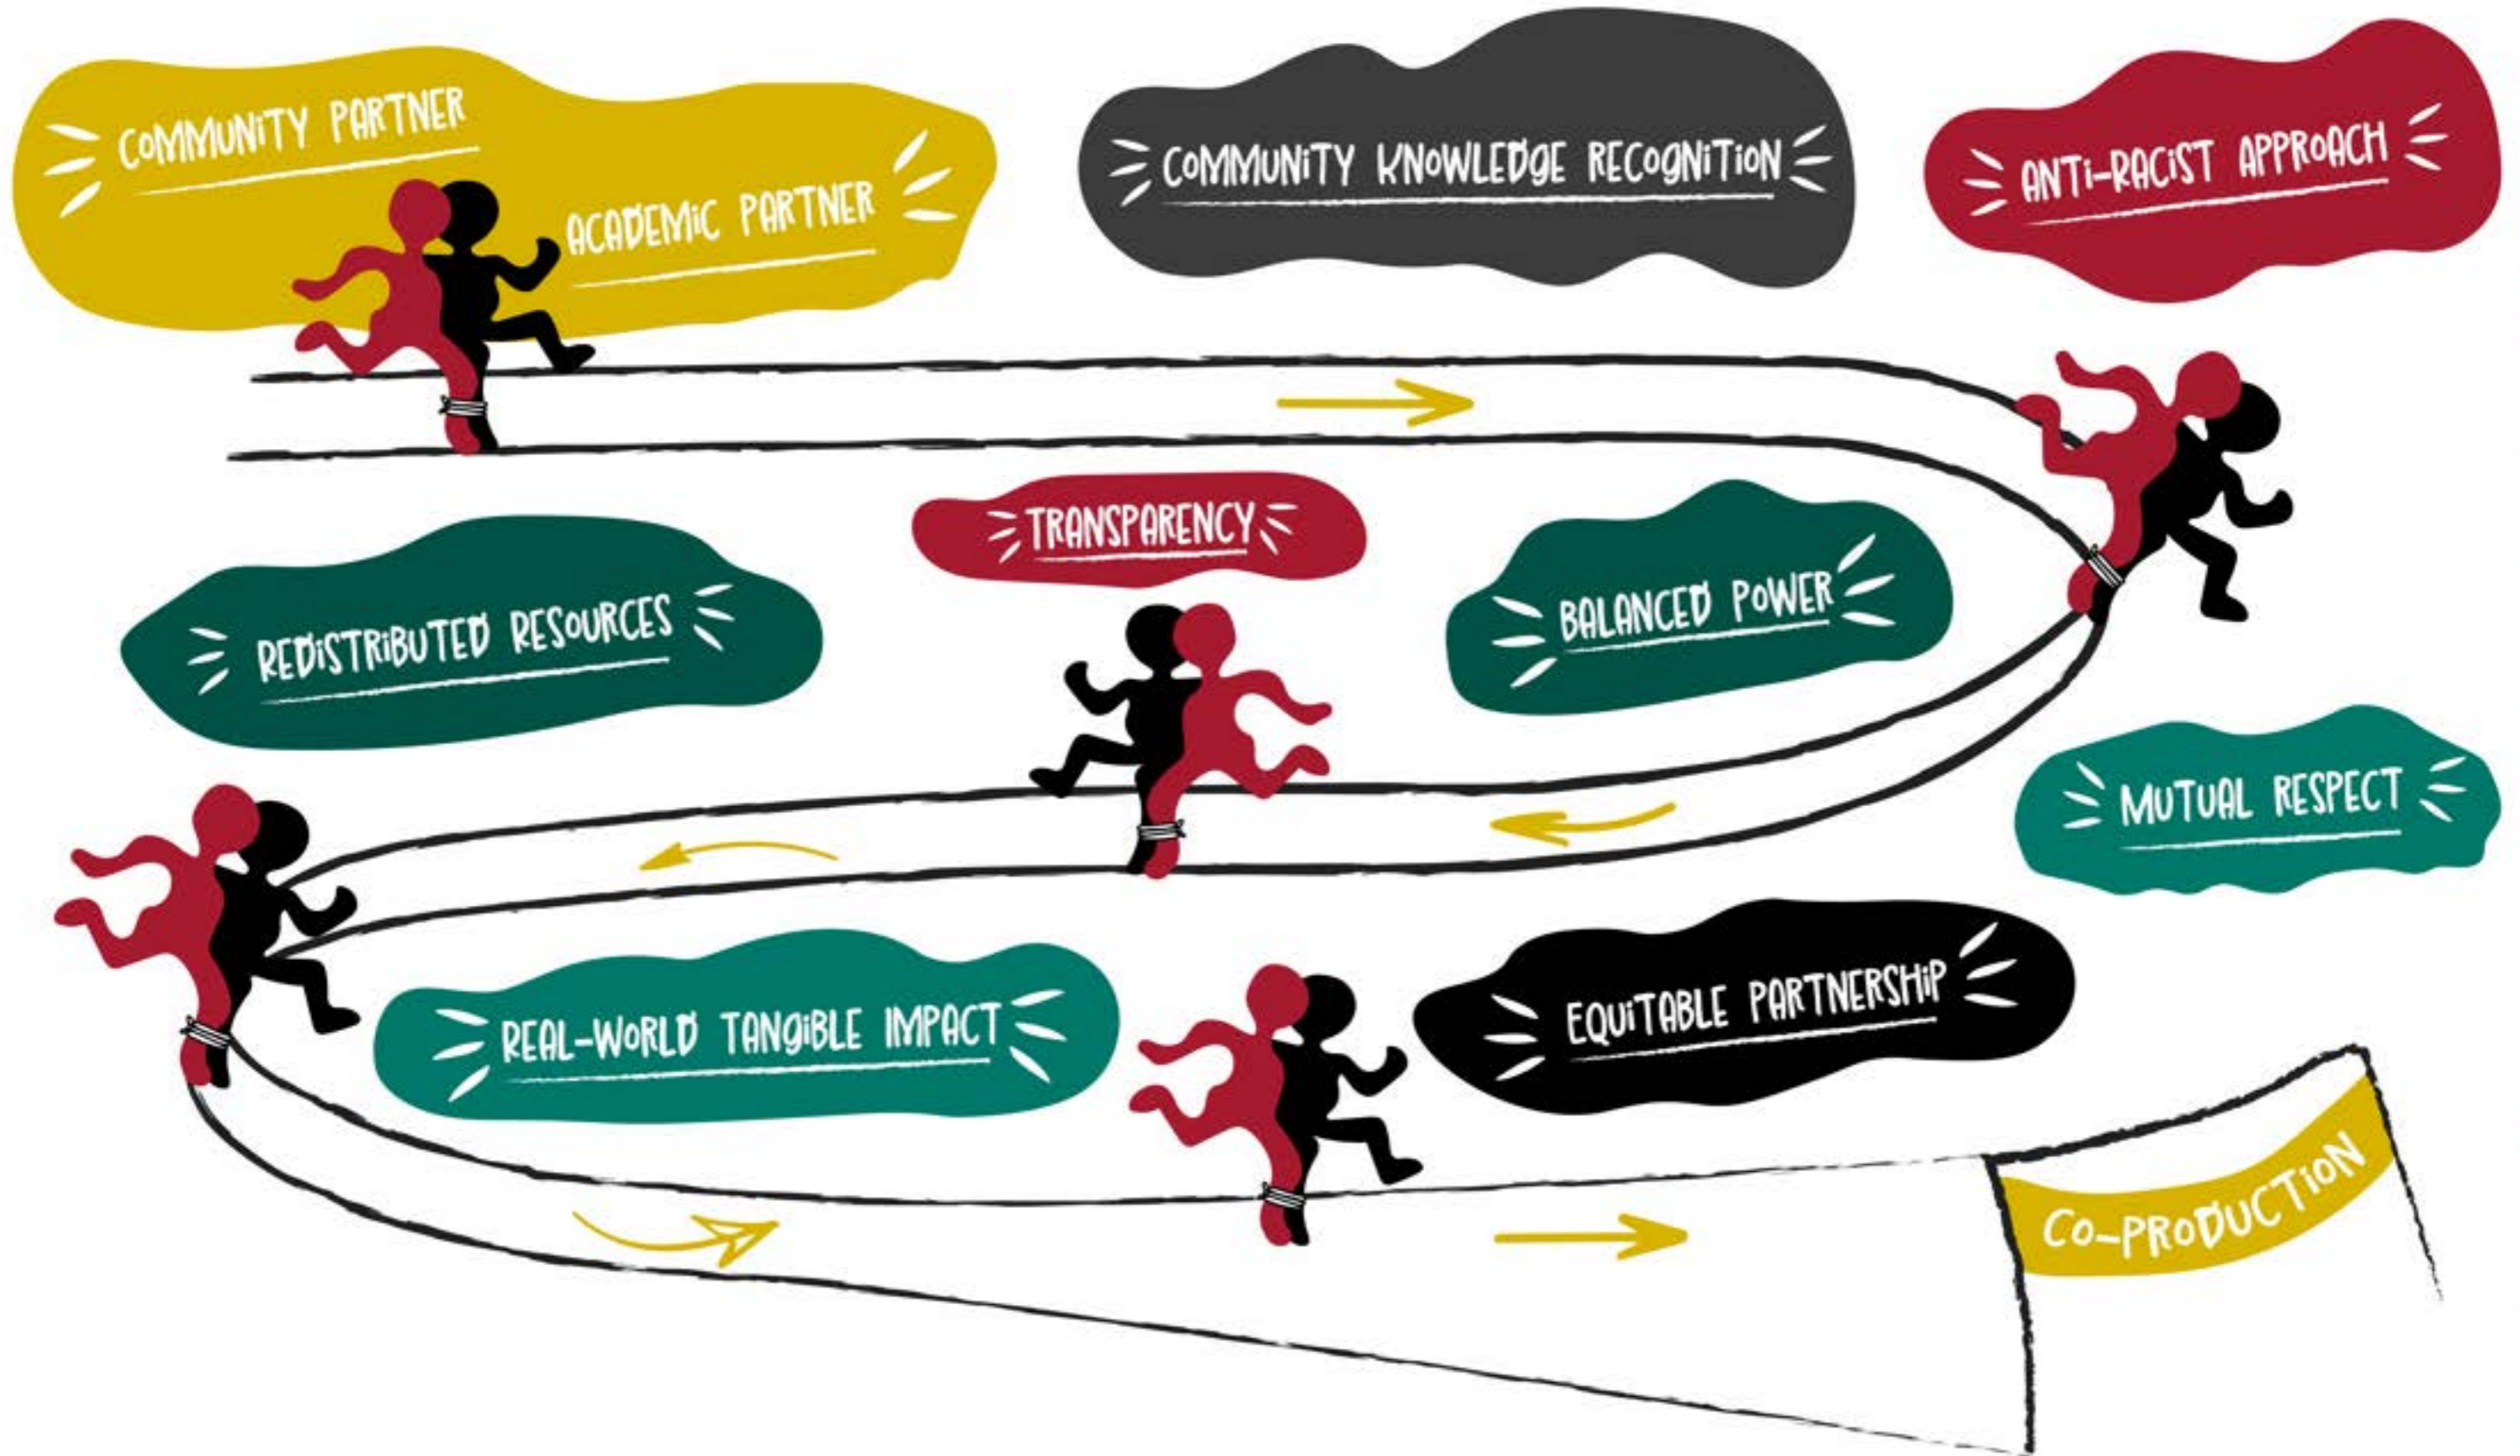 COMMUNITY PARTNER
ACADEMIC PARTNER
COMMUNITY KNOWLEDGE RECOGNITION
ANTI-RACIST APPROACH
TRANSPARENCY
BALANCED POWER
REDISTRIBUTED RESOURCES
MUTUAL RESPECT
REAL-WORLD TANGIBLE IMPACT
EQUITABLE PARTNERSHIP
CO-PRODUCTION